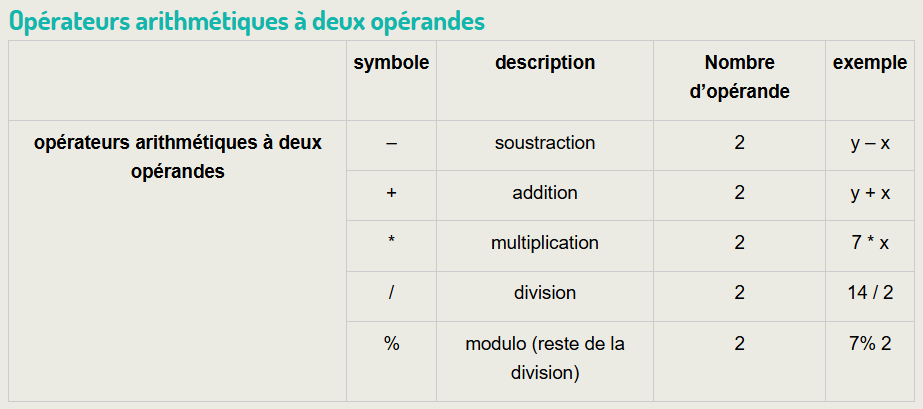 Opérateurs arithmétiques à deux opérandes
symbole description Nombre d’opérande exemple
opérateurs arithmétiques à deux opérandes – soustraction 2 y – x
+ addition 2 y + x
* multiplication 2 7 * x
/ division 2 14 / 2
% modulo (reste de la division) 2 7% 2